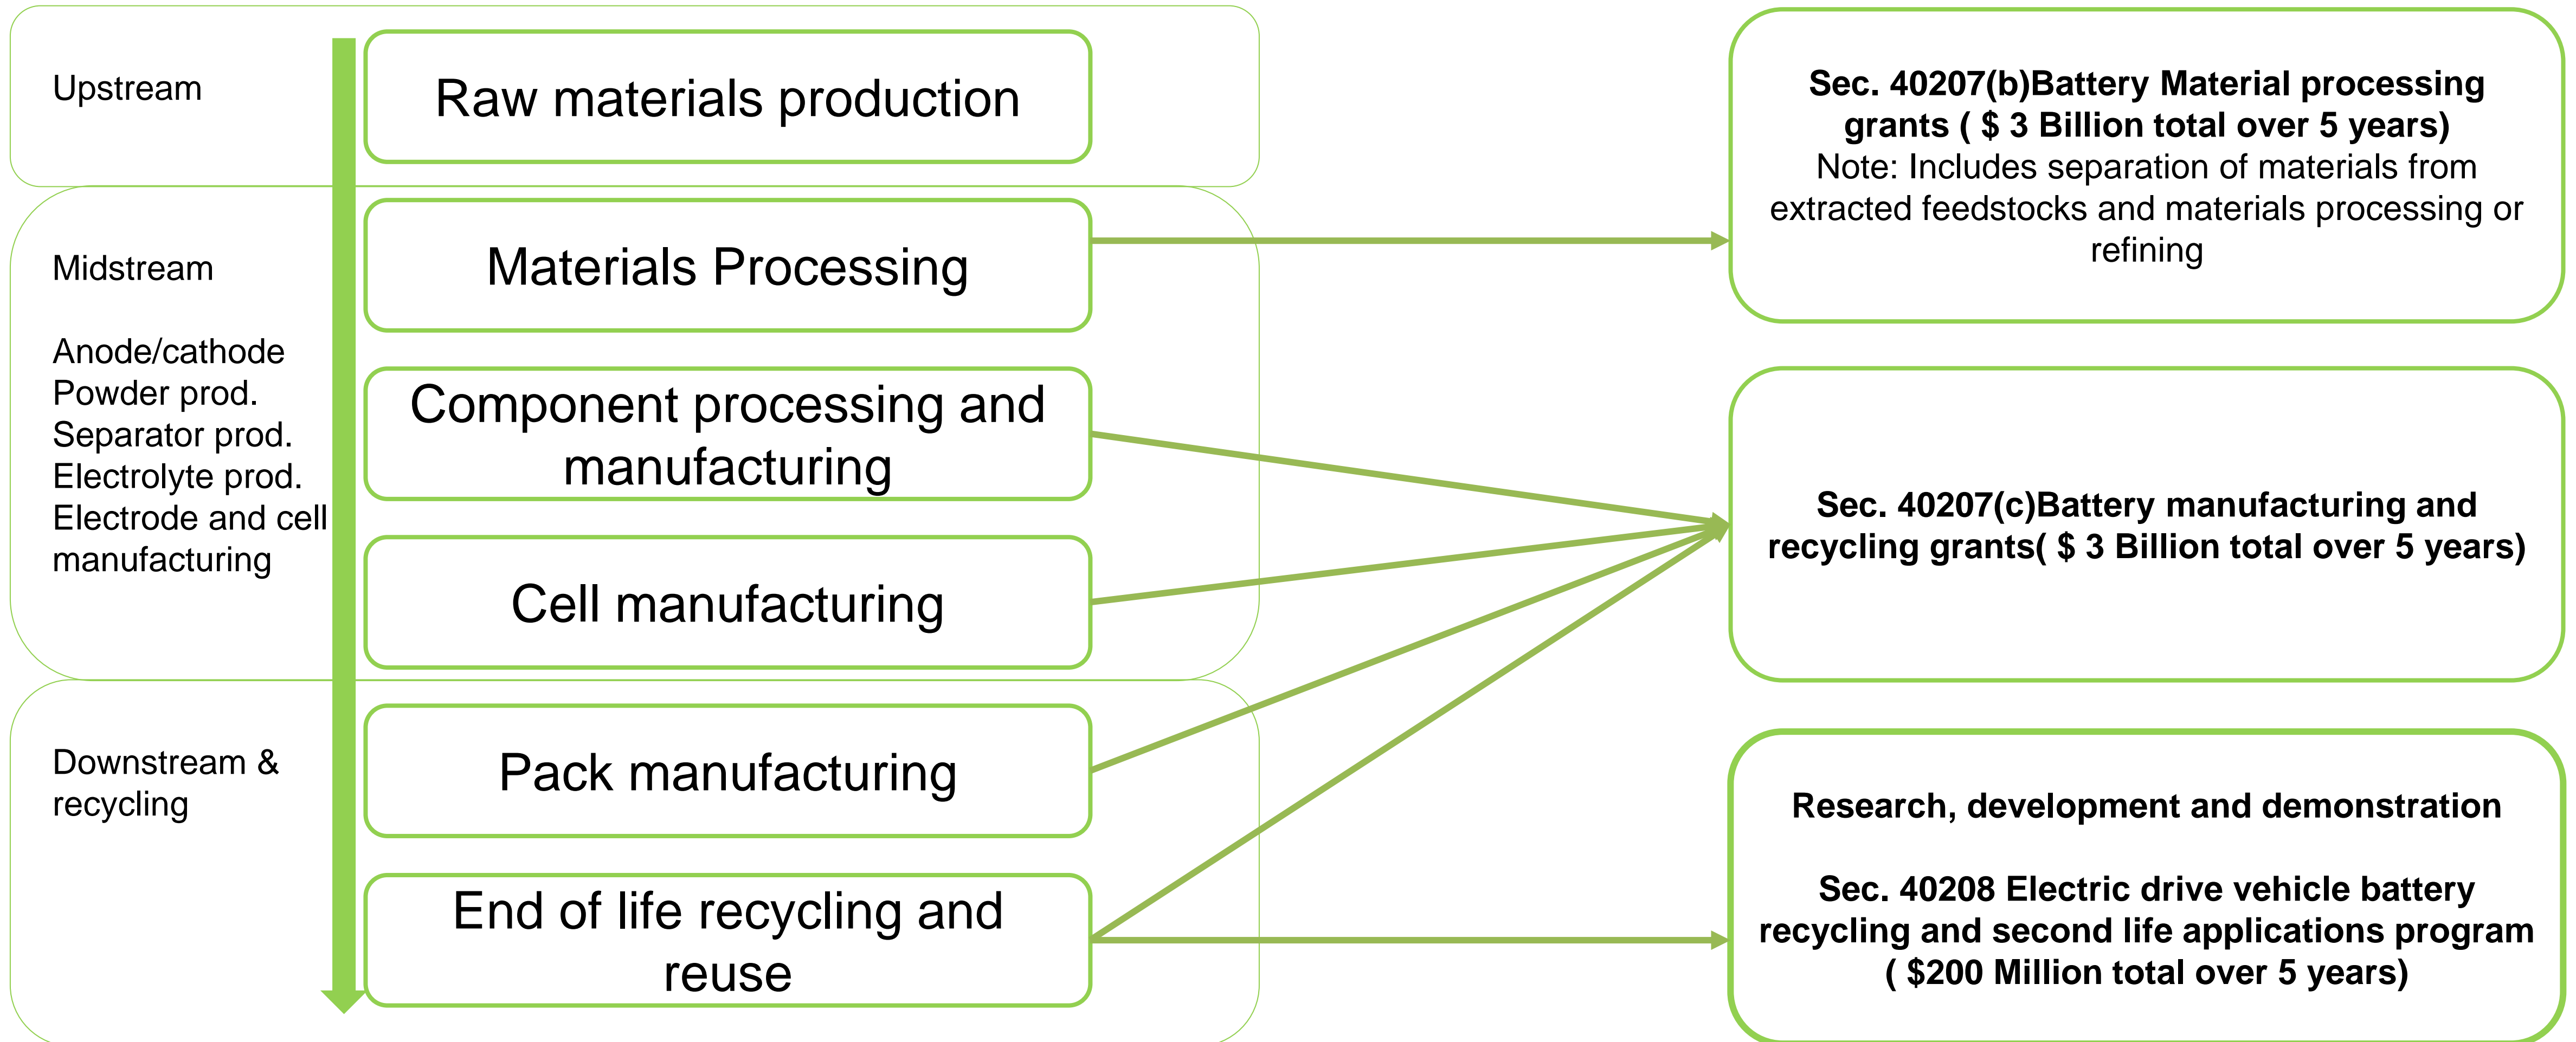 Upstream
Raw materials production
Midstream
Anode/cathode
Powder prod.
Separator prod.
Electrolyte prod.
Electrode and cell
manufacturing
Materials Processing
Component processing and
manufacturing
Cell manufacturing
Downstream &
recycling
Pack manufacturing
End of life recycling and
reuse
Sec. 40207(b)Battery Material processing
grants ( $ 3 Billion total over 5 years)
Note: Includes separation of materials from
extracted feedstocks and materials processing or
refining
Sec. 40207(c)Battery manufacturing and
recycling grants( $ 3 Billion total over 5 years)
Research, development and demonstration
Sec. 40208 Electric drive vehicle battery
recycling and second life applications program
( $200 Million total over 5 years)